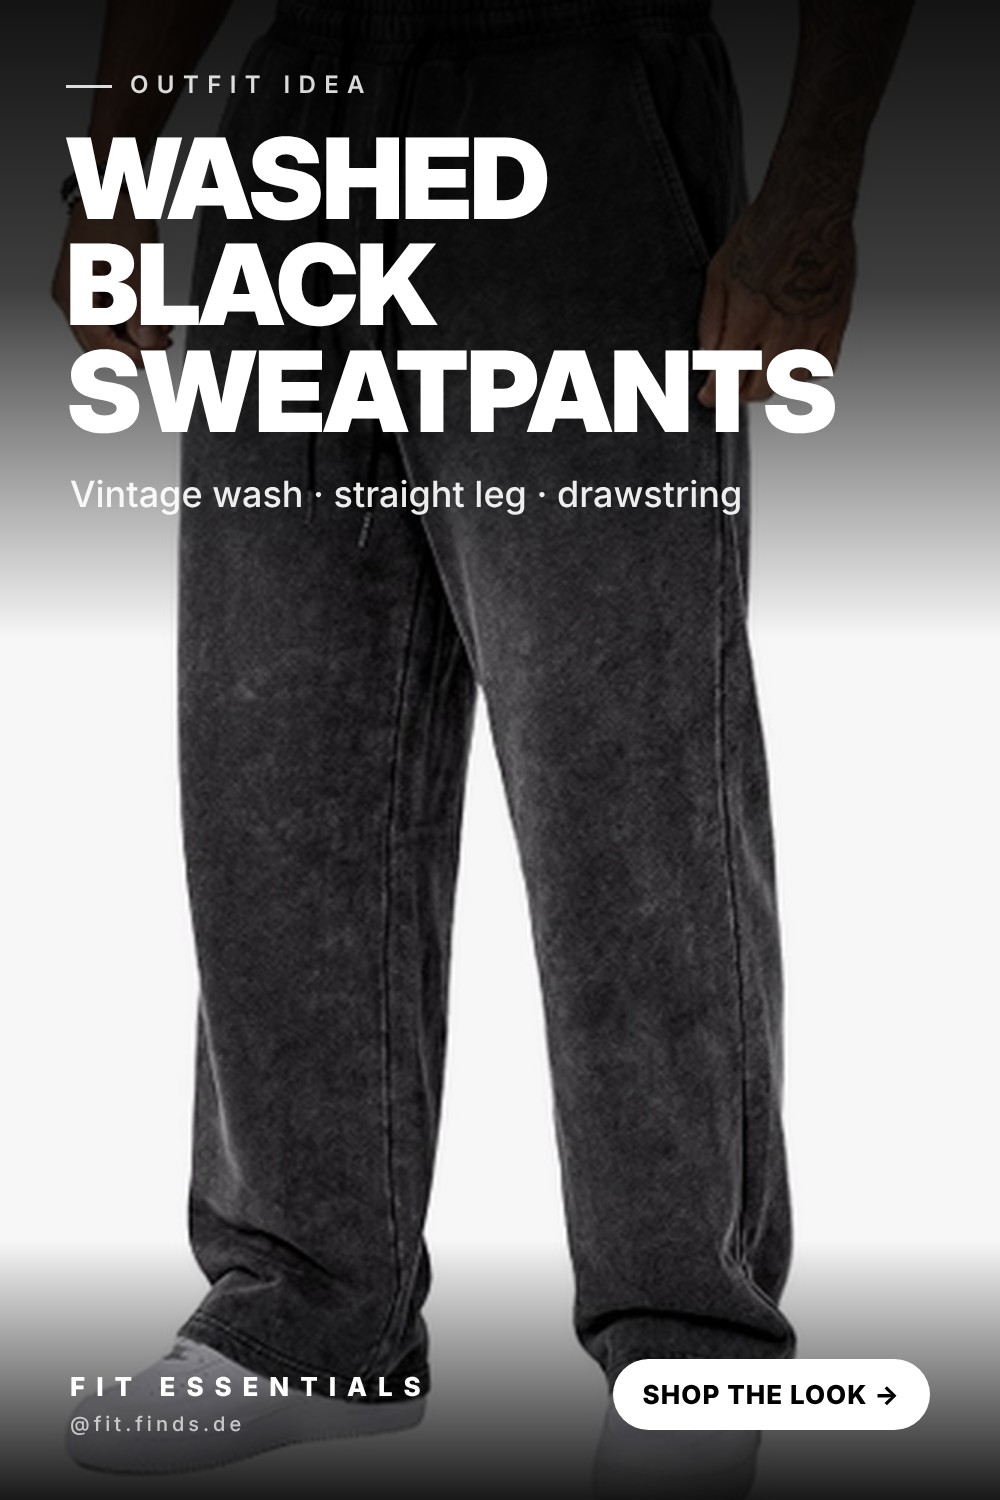 OUTFIT IDEA
WASHED
BLACK
SWEATPANTS
Vintage wash · straight leg · drawstring
FIT ESSENTIALS
@fit.finds.de
SHOP THE LOOK →